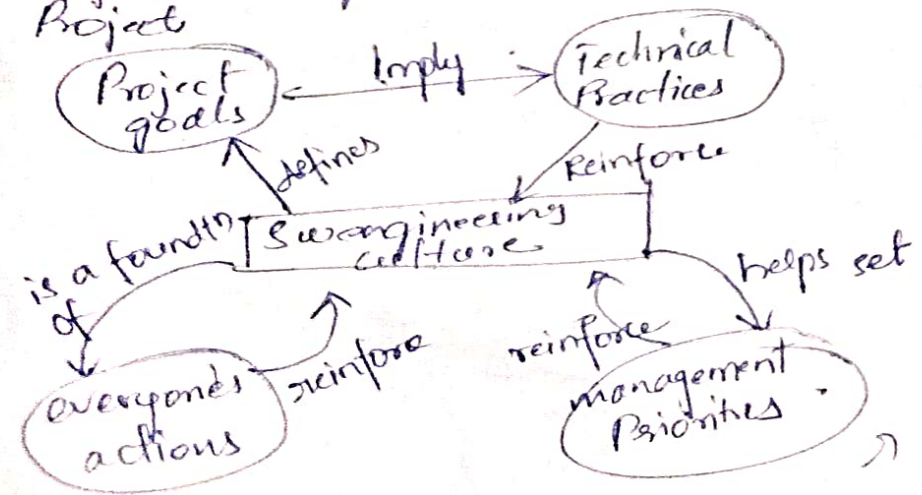 Project
Project
goals
Imply
Technical
Practices
defines
Reinforce
is a foundtn
of
Swengineering
culture
helps set
reinfore
reinforce
everyone's
actions
management
Priorities